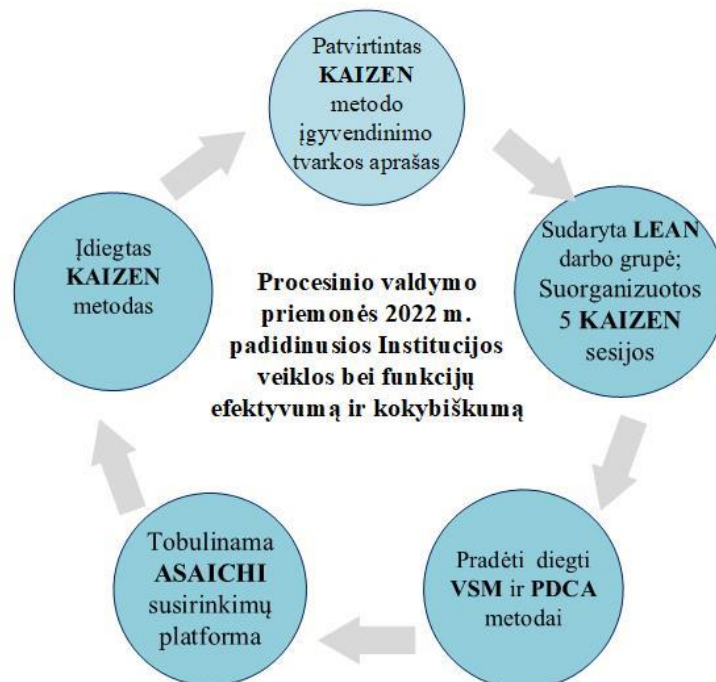 Patvirtintas
KAIZEN
metodo
įgyvendinimo
tvarkos aprašas
Sudaryta LEAN
darbo grupė;
Suorganizuotos
5 KAIZEN
sesijos
Pradėti diegti
VSM ir PDCA
metodai
Tobulinama
ASAICHI
susirinkimų
platforma
Įdiegtas
KAIZEN
metodas
Procesinio valdymo
priemonės 2022 m.
padidinusios Institucijos
veiklos bei funkcijų
efektyvumą ir kokybiškumą